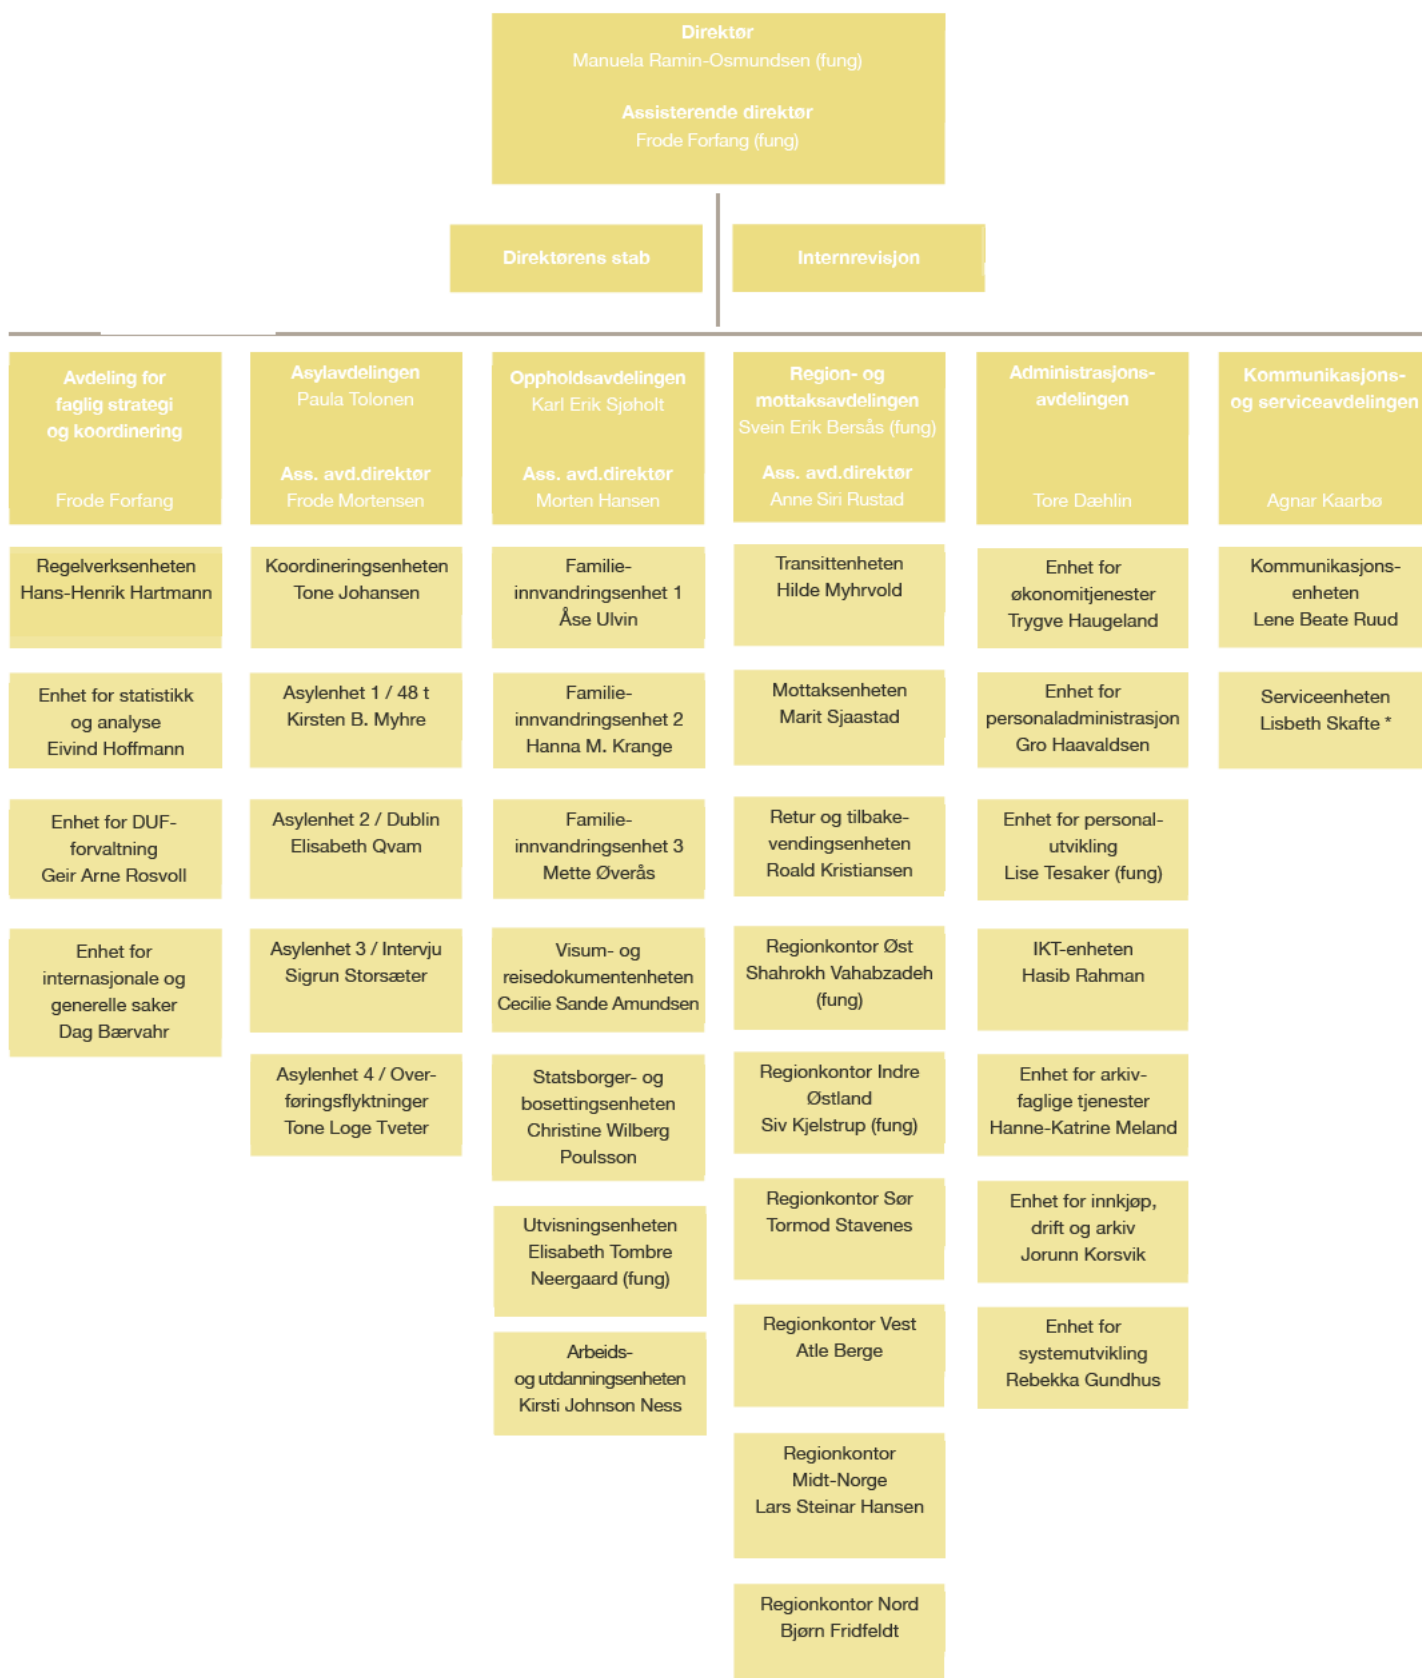 Direktør
Manuela Ramin-Osmundsen (fung)
Assisterende direktør
Frode Forfang (fung)
Direktørens stab
Internrevisjon
Avdeling for
faglig strategi
og koordinering
Frode Forfang
Regelverksenheten
Hans-Henrik Hartmann
Enhet for statistikk
og analyse
Eivind Hoffmann
Enhet for DUF-
forvaltning
Geir Arne Rosvoll
Enhet for
internasjonale og
generelle saker
Dag Bærvahr
Asylavdelingen
Paula Tolonen
Ass. avd.direktør
Frode Mortensen
Koordineringsenheten
Tone Johansen
Asylenhet 1 / 48 t
Kirsten B. Myhre
Asylenhet 2 / Dublin
Elisabeth Qvam
Asylenhet 3 / Intervju
Sigrun Storsæter
Asylenhet 4 / Over-
føringsflyktninger
Tone Loge Tveter
Oppholdsavdelingen
Karl Erik Sjøholt
Ass. avd.direktør
Morten Hansen
Familie-
innvandringsenhet 1
Åse Ulvin
Familie-
innvandringsenhet 2
Hanna M. Krange
Familie-
innvandringsenhet 3
Mette Øverås
Visum- og
reisedokumentenheten
Cecilie Sande Amundsen
Statsborger- og
bosettingsenheten
Christine Wilberg
Poulsson
Utvisningsenheten
Elisabeth Tombre
Neergaard (fung)
Arbeids-
og utdanningsenheten
Kirsti Johnson Ness
Region- og
mottaksavdelingen
Svein Erik Bersås (fung)
Ass. avd.direktør
Anne Siri Rustad
Transittenheten
Hilde Myhrvold
Mottaksenheten
Marit Sjaastad
Retur og tilbake-
vendingsenheten
Roald Kristiansen
Regionkontor Øst
Shahrokh Vahabzadeh
(fung)
Regionkontor Indre
Østland
Siv Kjelstrup (fung)
Regionkontor Sør
Tormod Stavenes
Regionkontor Vest
Atle Berge
Regionkontor
Midt-Norge
Lars Steinar Hansen
Regionkontor Nord
Bjørn Fridfeldt
Administrasjons-
avdelingen
Tore Dæhlin
Enhet for
økonomitjenester
Trygve Haugeland
Enhet for
personaladministrasjon
Gro Haavaldsen
Enhet for personal-
utvikling
Lise Tesaker (fung)
IKT-enheten
Hasib Rahman
Enhet for arkiv-
faglige tjenester
Hanne-Katrine Meland
Enhet for innkjøp,
drift og arkiv
Jorunn Korsvik
Enhet for
systemutvikling
Rebekka Gundhus
Kommunikasjons-
og serviceavdelingen
Agnar Kaarbø
Kommunikasjons-
enheten
Lene Beate Ruud
Serviceenheten
Lisbeth Skafte *